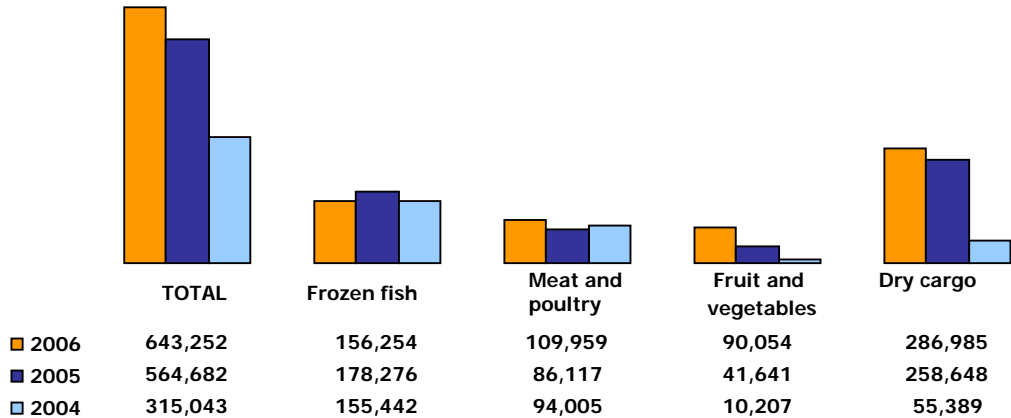 TOTAL Frozen fish Meat and poultry Fruit and vegetables Dry cargo
2006 643,252 156,254 109,959 90,054 286,985
2005 564,682 178,276 86,117 41,641 258,648
2004 315,043 155,442 94,005 10,207 55,389